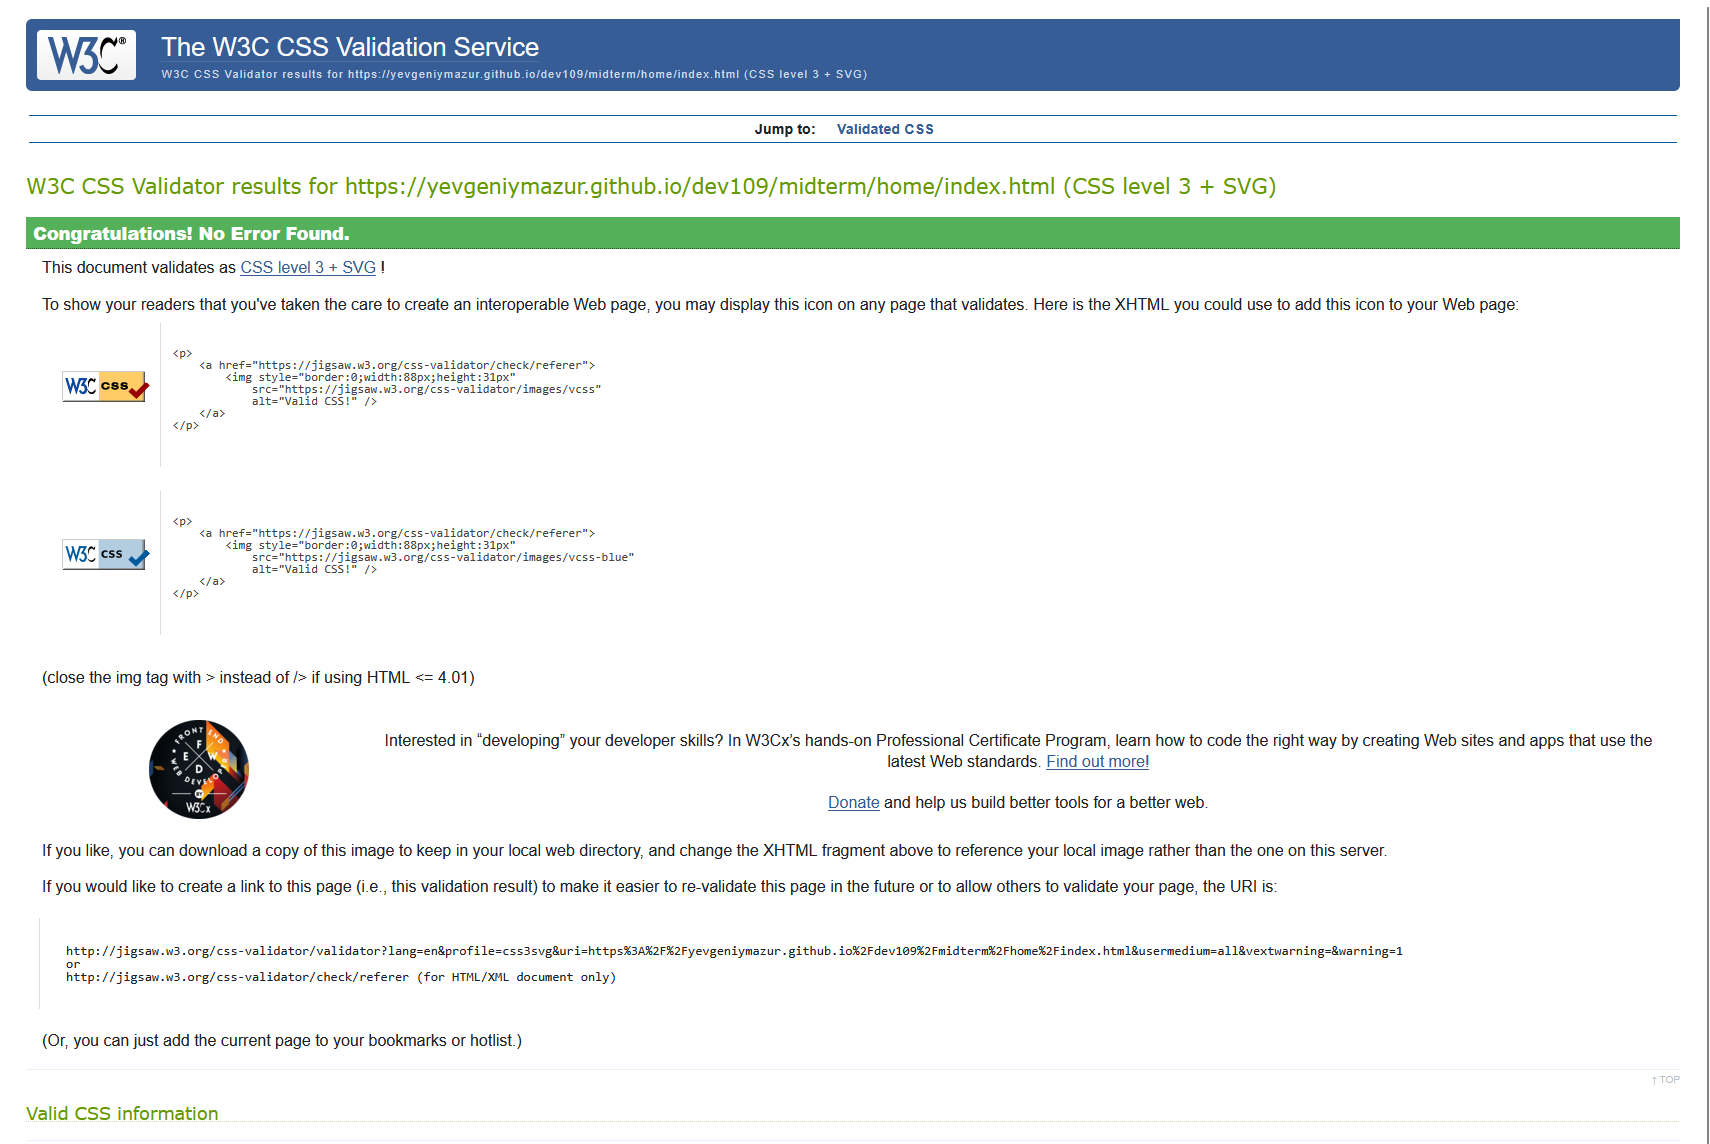 W3C®
The W3C CSS Validation Service
W3C CSS Validator results for https://yevgeniymazur.github.io/dev109/midterm/home/index.html (CSS level 3 + SVG)
Jump to: Validated CSS
W3C CSS Validator results for https://yevgeniymazur.github.io/dev109/midterm/home/index.html (CSS level 3 + SVG)
Congratulations! No Error Found.
This document validates as CSS level 3 + SVG !
To show your readers that you've taken the care to create an interoperable Web page, you may display this icon on any page that validates. Here is the XHTML you could use to add this icon to your Web page:
W3C css
<p>
<a href="https://jigsaw.w3.org/css-validator/check/referer">
<img style="border:0;width:88px;height:31px"
src="https://jigsaw.w3.org/css-validator/images/vcss"
alt="Valid CSS!" />
</a>
</p>
W3C css
<p>
<a href="https://jigsaw.w3.org/css-validator/check/referer">
<img style="border:0;width:88px;height:31px"
src="https://jigsaw.w3.org/css-validator/images/vcss-blue"
alt="Valid CSS!" />
</a>
</p>
(close the img tag with > instead of /> if using HTML <= 4.01)
FRONT END
F
E W
D
WEB DEVELOPER
BY
W3Cx
Interested in “developing” your developer skills? In W3Cx’s hands-on Professional Certificate Program, learn how to code the right way by creating Web sites and apps that use the
latest Web standards. Find out more!
Donate and help us build better tools for a better web.
If you like, you can download a copy of this image to keep in your local web directory, and change the XHTML fragment above to reference your local image rather than the one on this server.
If you would like to create a link to this page (i.e., this validation result) to make it easier to re-validate this page in the future or to allow others to validate your page, the URI is:
http://jigsaw.w3.org/css-validator/validator?lang=en&profile=css3svg&uri=https%3A%2F%2Fyevgeniymazur.github.io%2Fdev109%2Fmidterm%2Fhome%2Findex.html&usermedium=all&vextwarning=&warning=1
or
http://jigsaw.w3.org/css-validator/check/referer (for HTML/XML document only)
(Or, you can just add the current page to your bookmarks or hotlist.)
↑ TOP
Valid CSS information